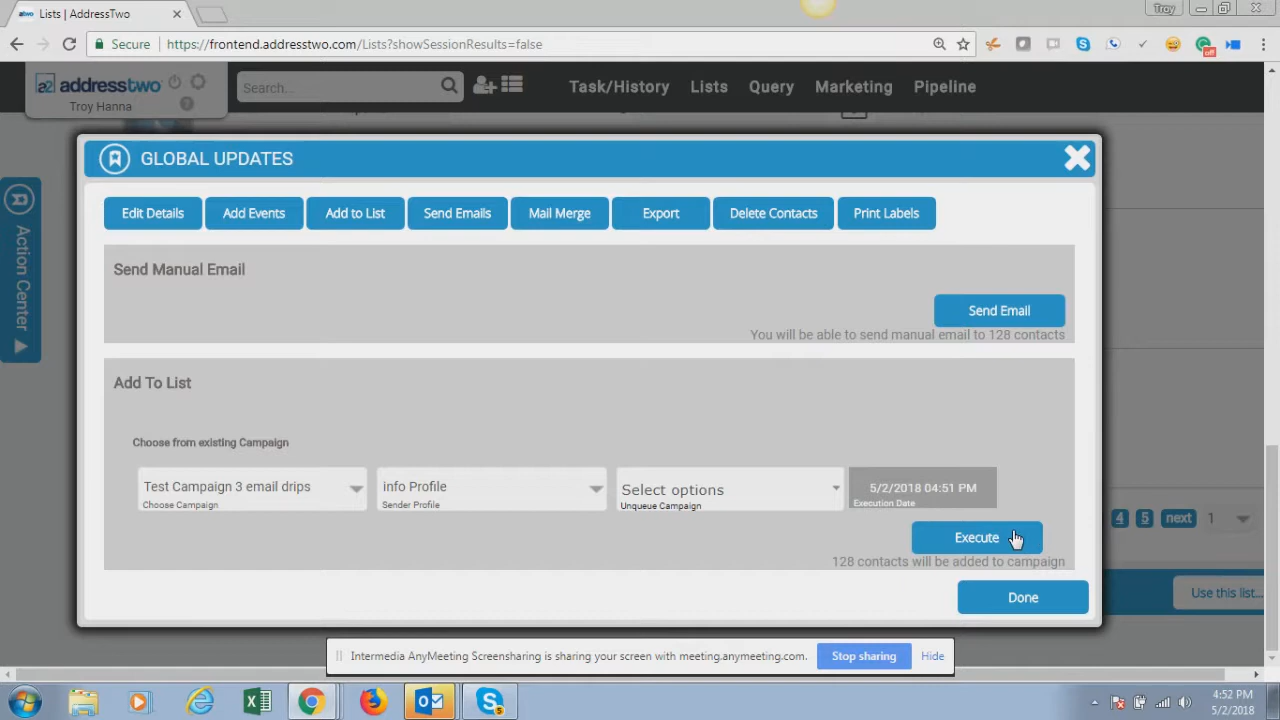 Lists | AddressTwo
Troy
Secure
https://frontend.addresstwo.com/Lists?showSessionResults=false
off
a2 addresstwo
Troy Hanna
?
Search...
Task/History
Lists
Query
Marketing
Pipeline
Action Center
GLOBAL UPDATES
Edit Details
Add Events
Add to List
Send Emails
Mail Merge
Export
Delete Contacts
Print Labels
Send Manual Email
Send Email
You will be able to send manual email to 128 contacts
Add To List
Choose from existing Campaign
Test Campaign 3 email drips
Choose Campaign
info Profile
Sender Profile
Select options
Unqueue Campaign
5/2/2018 04:51 PM
Execution Date
Execute
128 contacts will be added to campaign
Done
4
5
next
1
Use this list...
Intermedia AnyMeeting Screensharing is sharing your screen with meeting.anymeeting.com.
Stop sharing
Hide
4:52 PM
5/2/2018